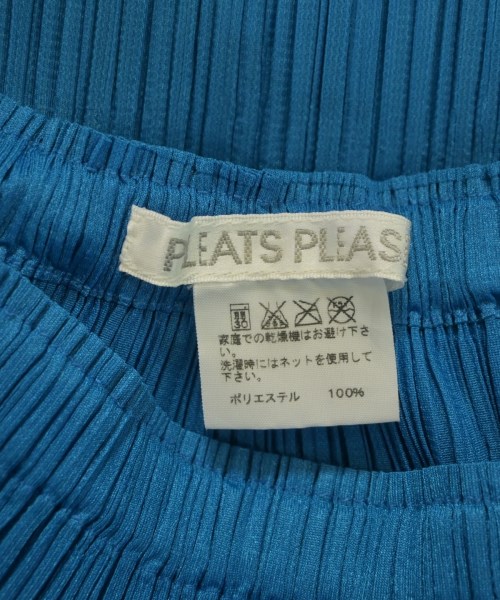 PLEATS PLEAS
家庭での乾燥機はお避け下さ
い。
洗濯時にはネットを使用して
下さい。
ポリエステル 100%